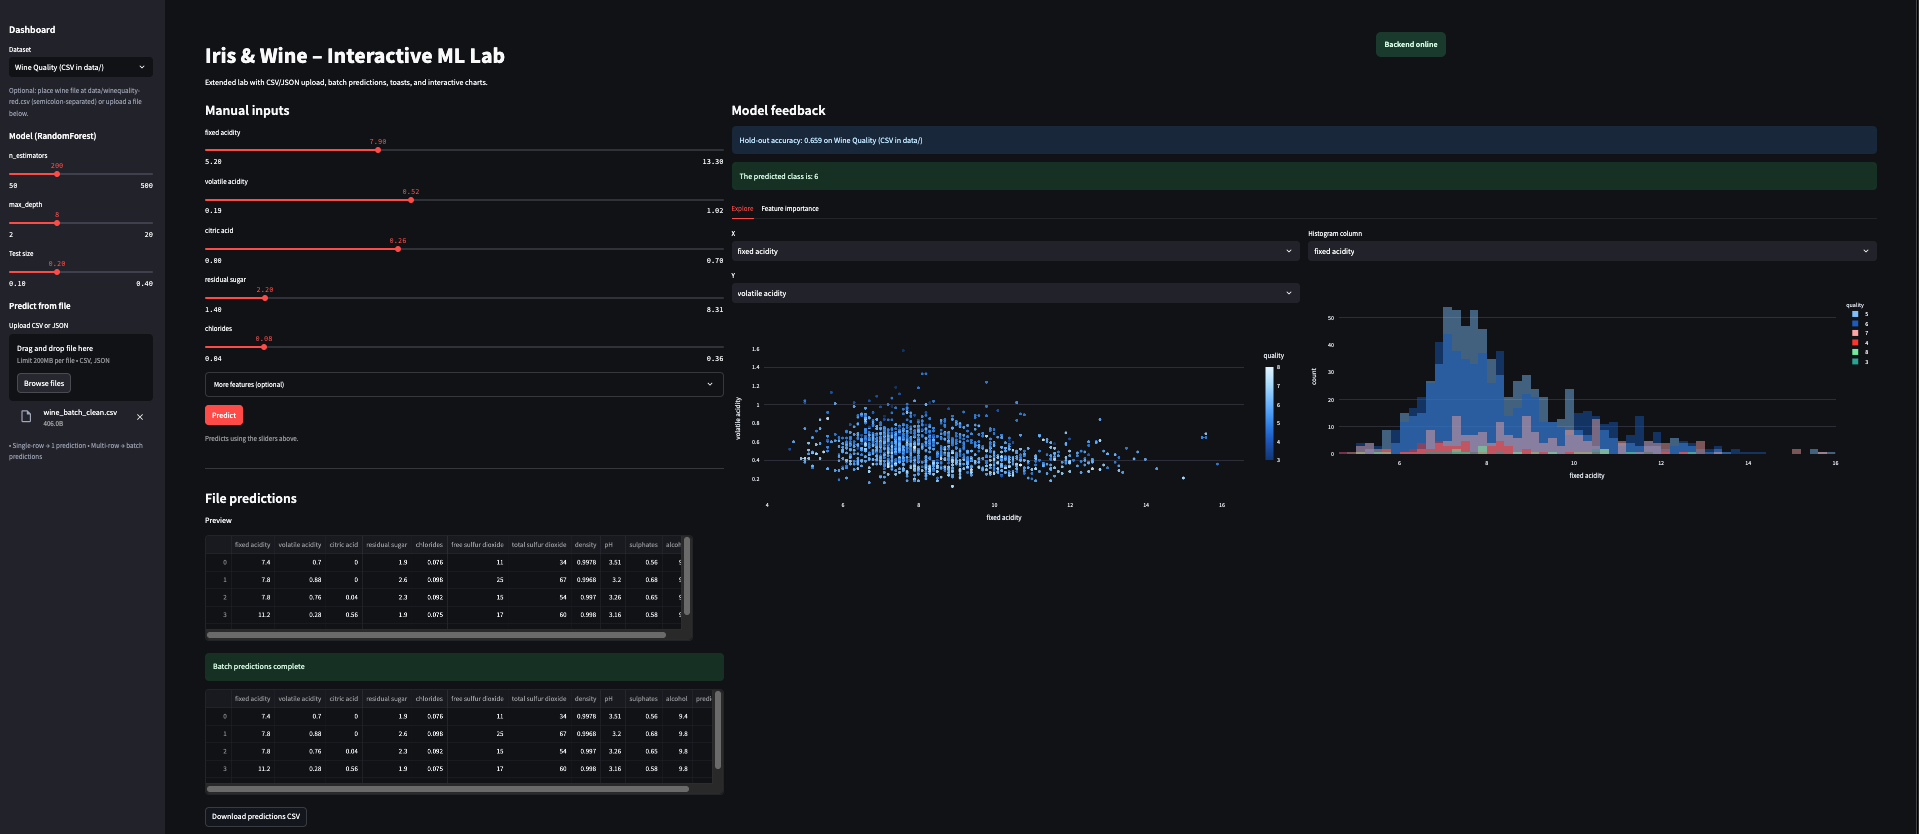 Dashboard
Dataset
Wine Quality (CSV in data/)
Optional: place wine file at data/winequality-
red.csv (semicolon-separated) or upload a file
below.
Model (RandomForest)
n_estimators
200
50 500
max_depth
8
2 20
Test size
0.20
0.10 0.40
Predict from file
Upload CSV or JSON
Drag and drop file here
Limit 200MB per file • CSV, JSON
Browse files
wine_batch_clean.csv
406.0B
• Single-row → 1 prediction • Multi-row → batch
predictions
Iris & Wine – Interactive ML Lab
Backend online
Extended lab with CSV/JSON upload, batch predictions, toasts, and interactive charts.
Manual inputs
fixed acidity
7.90
5.20 13.30
volatile acidity
0.52
0.19 1.02
citric acid
0.26
0.00 0.70
residual sugar
2.20
1.40 8.31
chlorides
0.08
0.04 0.36
More features (optional)
Predict
Predicts using the sliders above.
File predictions
Preview
fixed acidity volatile acidity citric acid residual sugar chlorides free sulfur dioxide total sulfur dioxide density pH sulphates alcoh
0 7.4 0.7 0 1.9 0.076 11 34 0.9978 3.51 0.56 9
1 7.8 0.88 0 2.6 0.098 25 67 0.9968 3.2 0.68 9
2 7.8 0.76 0.04 2.3 0.092 15 54 0.997 3.26 0.65 9
3 11.2 0.28 0.56 1.9 0.075 17 60 0.998 3.16 0.58 9
Batch predictions complete
fixed acidity volatile acidity citric acid residual sugar chlorides free sulfur dioxide total sulfur dioxide density pH sulphates alcohol predi
0 7.4 0.7 0 1.9 0.076 11 34 0.9978 3.51 0.56 9.4
1 7.8 0.88 0 2.6 0.098 25 67 0.9968 3.2 0.68 9.8
2 7.8 0.76 0.04 2.3 0.092 15 54 0.997 3.26 0.65 9.8
3 11.2 0.28 0.56 1.9 0.075 17 60 0.998 3.16 0.58 9.8
Download predictions CSV
Model feedback
Hold-out accuracy: 0.659 on Wine Quality (CSV in data/)
The predicted class is: 6
Explore Feature importance
X
fixed acidity
Y
volatile acidity
volatile acidity
1.6
1.4
1.2
1
0.8
0.6
0.4
0.2
4 6 8 10 12 14 16
fixed acidity
quality
8
7
6
5
4
3
Histogram column
fixed acidity
count
50
40
30
20
10
0
6 8 10 12 14 16
fixed acidity
quality
5
6
7
4
8
3